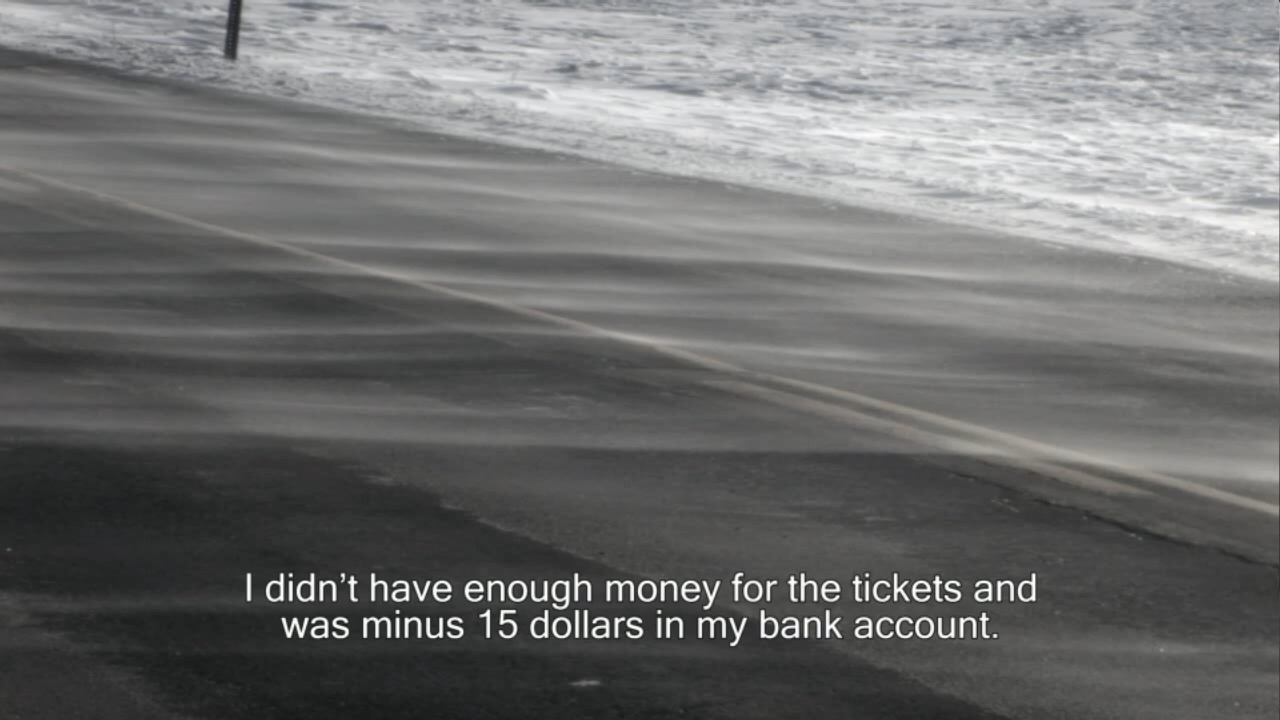 I didn’t have enough money for the tickets and
was minus 15 dollars in my bank account.